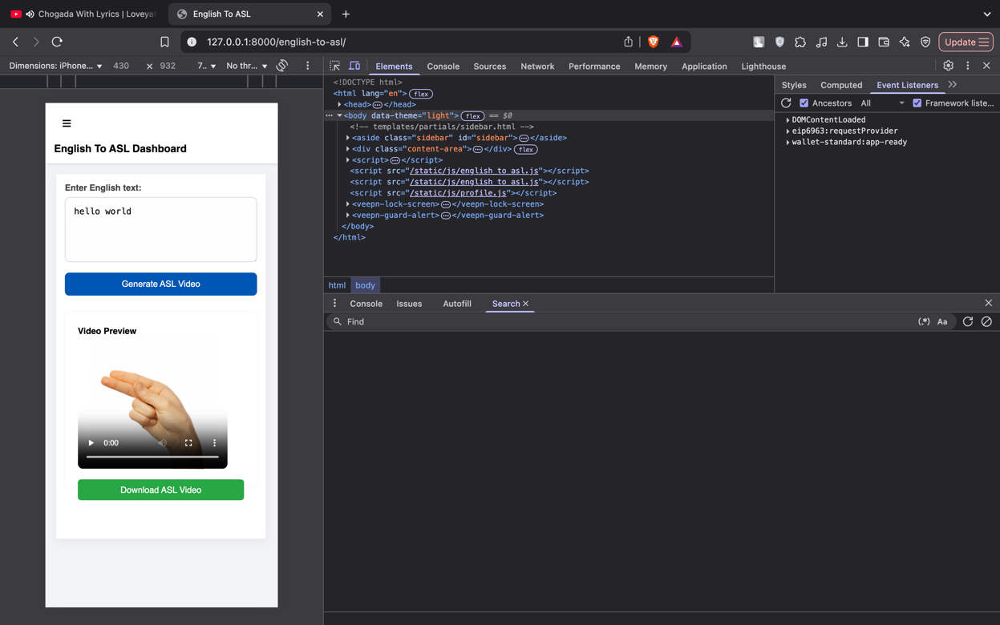 Chogada With Lyrics | Loveya
English To ASL
127.0.0.1:8000/english-to-asl/
Update
Dimensions: iPhone... 430 × 932 7.. No thr...
Elements Console Sources Network Performance Memory Application Lighthouse
<!DOCTYPE html>
<html lang="en"> flex
<head> </head>
<body data-theme="light"> flex == $0
<!-- templates/partials/sidebar.html -->
<aside class="sidebar" id="sidebar"> </aside>
<div class="content-area"> </div> flex
<script> </script>
<script src="/static/js/english_to_asl.js"></script>
<script src="/static/js/english_to_asl.js"></script>
<script src="/static/js/profile.js"></script>
<veepn-lock-screen> </veepn-lock-screen>
<veepn-guard-alert> </veepn-guard-alert>
</body>
</html>
html body
Styles Computed Event Listeners
Ancestors All Framework liste...
DOMContentLoaded
eip6963:requestProvider
wallet-standard:app-ready
Console Issues Autofill Search
Find (.*) Aa
English To ASL Dashboard
Enter English text:
hello world
Generate ASL Video
Video Preview
0:00
Download ASL Video